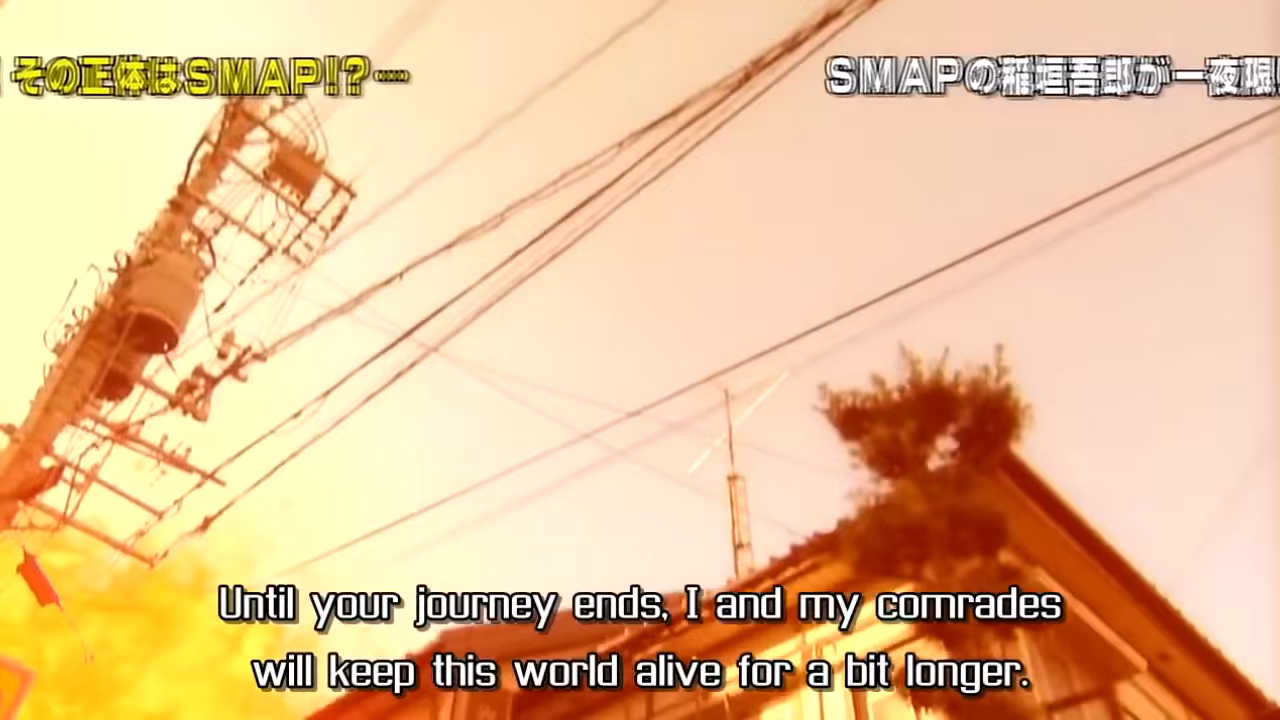 その正体はSMAP!?…
SMAPの稲垣吾郎が一夜限
Until your journey ends, I and my comrades
will keep this world alive for a bit longer.